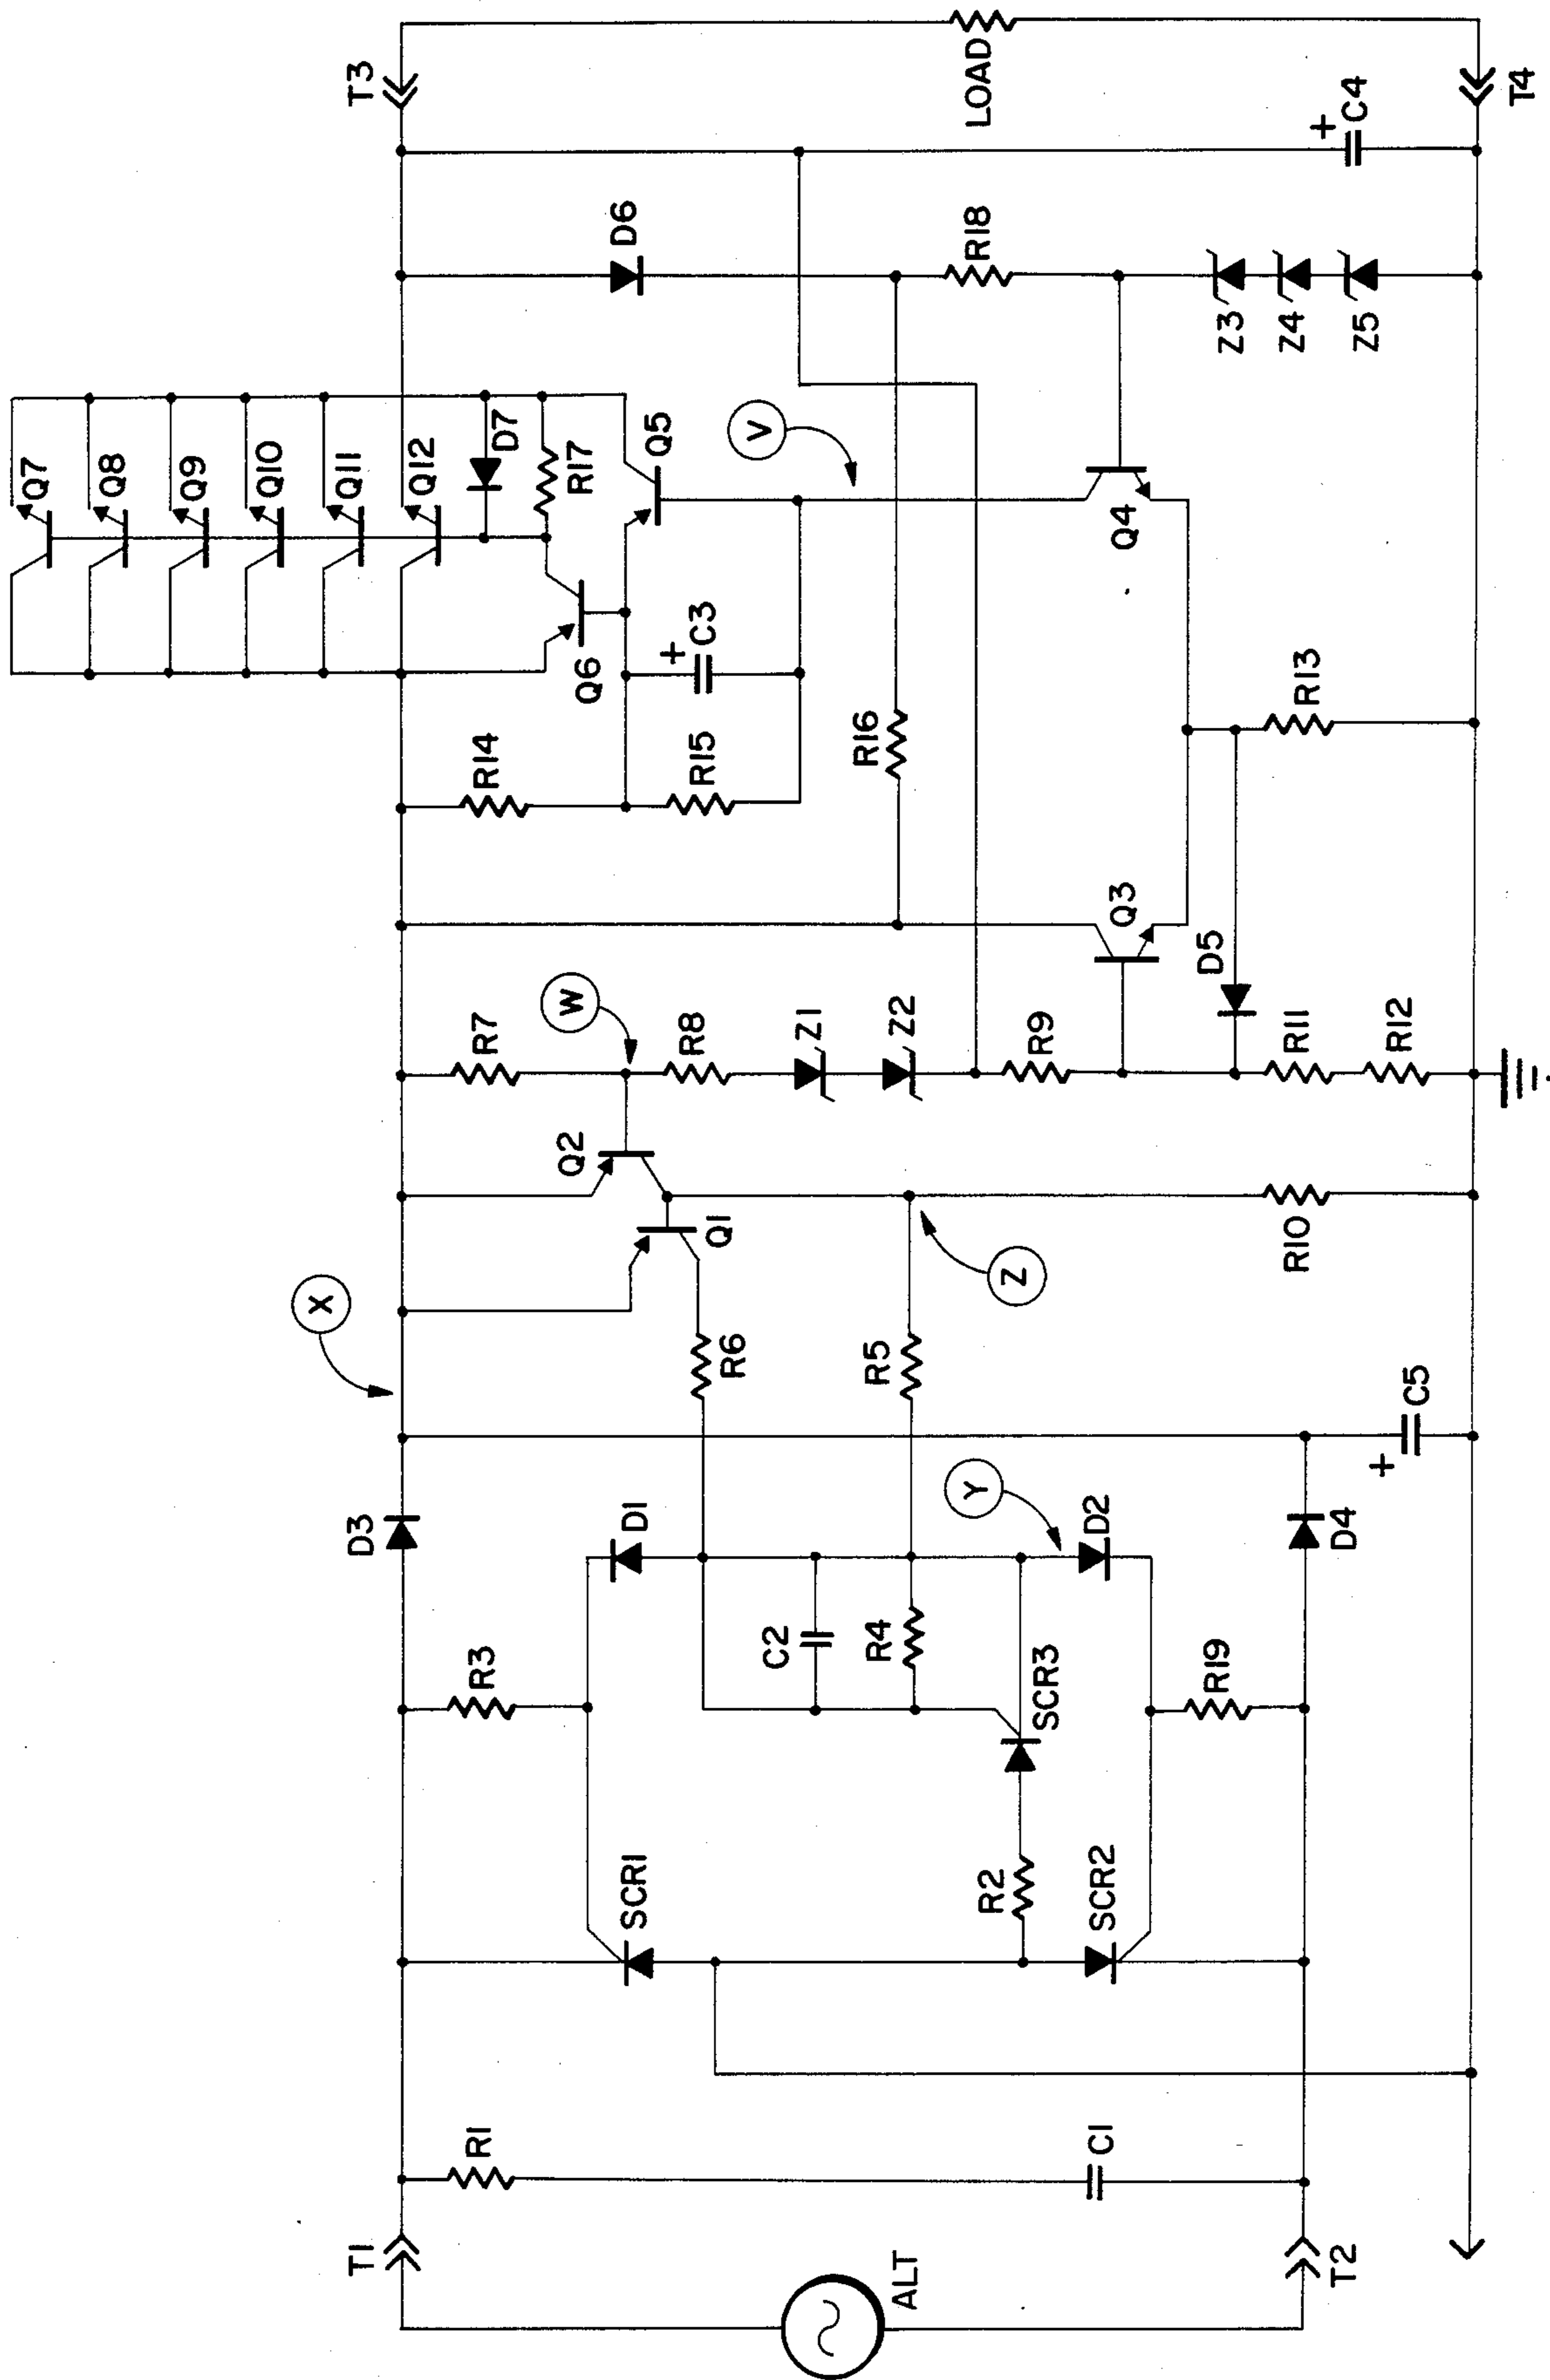 T1
T2
T3
T4
ALT
LOAD
R1
C1
SCR1
R2
SCR2
R3
SCR3
R19
C2
R4
D3
D1
D2
D4
Y
R6
R5
C5
X
Q1
Q2
Z
R10
W
R7
R8
Z1
Z2
R9
D5
R11
R12
Q3
R14
R15
R16
R13
C3
Q6
Q7
Q8
Q9
Q10
Q11
Q12
D7
R17
Q5
V
Q4
D6
R18
Z3
Z4
Z5
C4